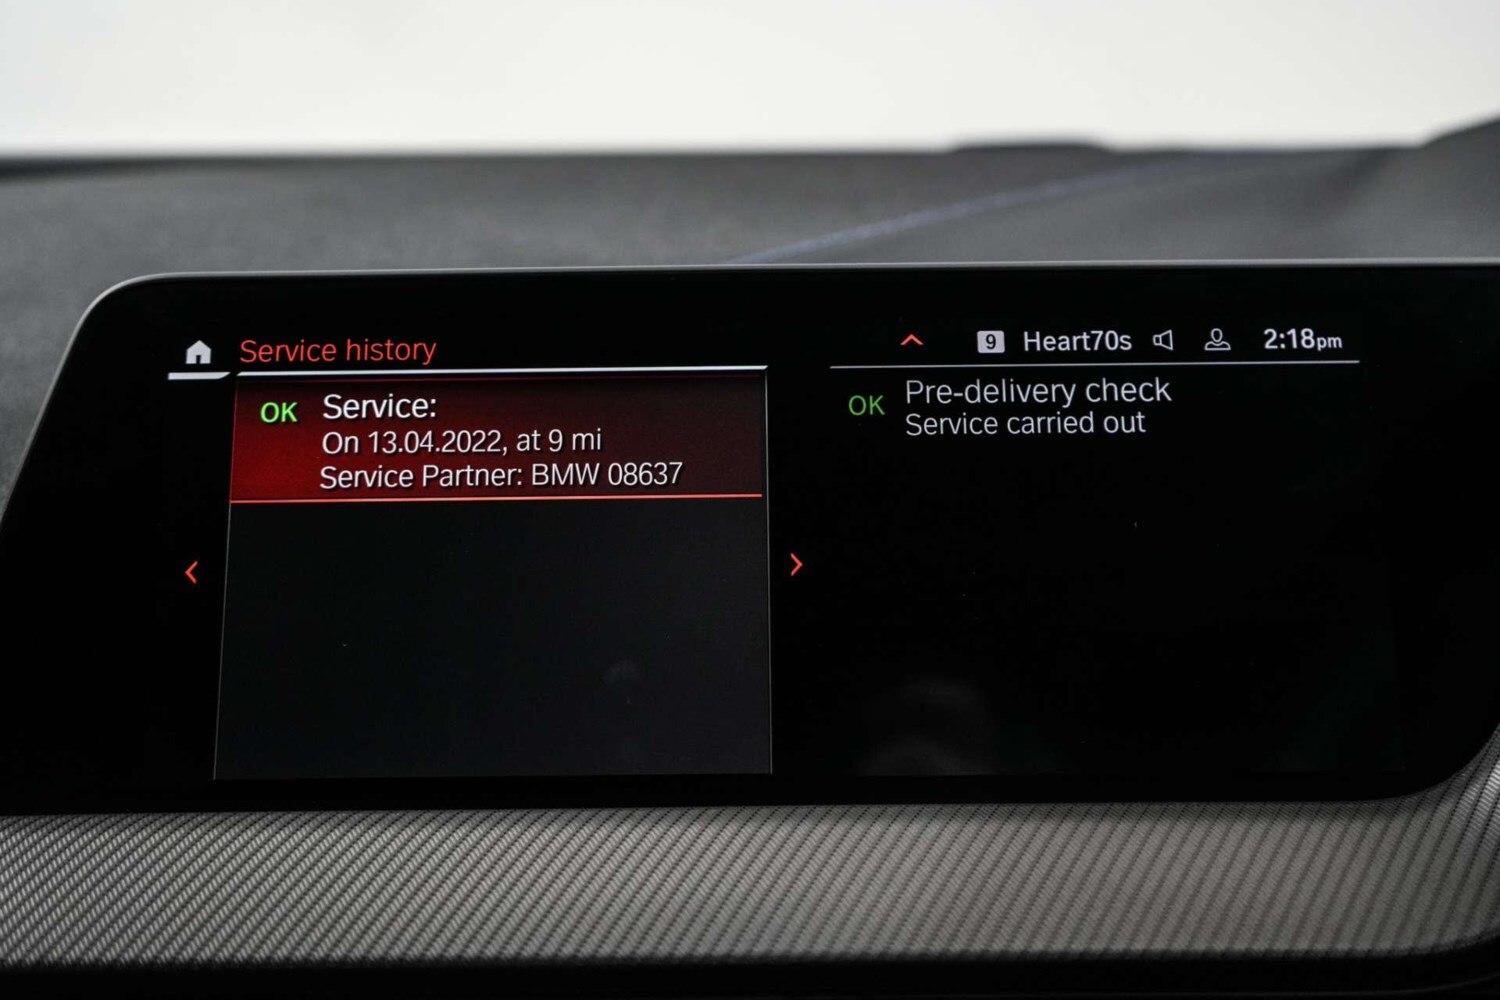 Service history
OK Service:
On 13.04.2022, at 9 mi
Service Partner: BMW 08637
9 Heart70s 2:18pm
OK Pre-delivery check
Service carried out